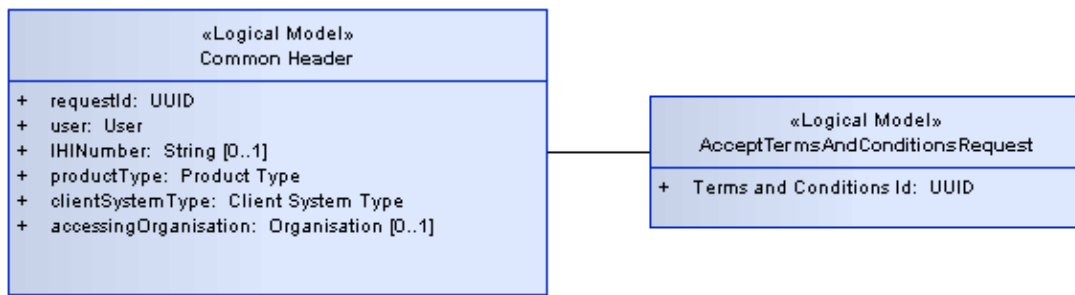 «Logical Model»
Common Header
+ requestId: UUID
+ user: User
+ IHINumber: String [0..1]
+ productType: Product Type
+ clientSystemType: Client System Type
+ accessingOrganisation: Organisation [0..1]
«Logical Model»
AcceptTermsAndConditionsRequest
+ Terms and Conditions Id: UUID